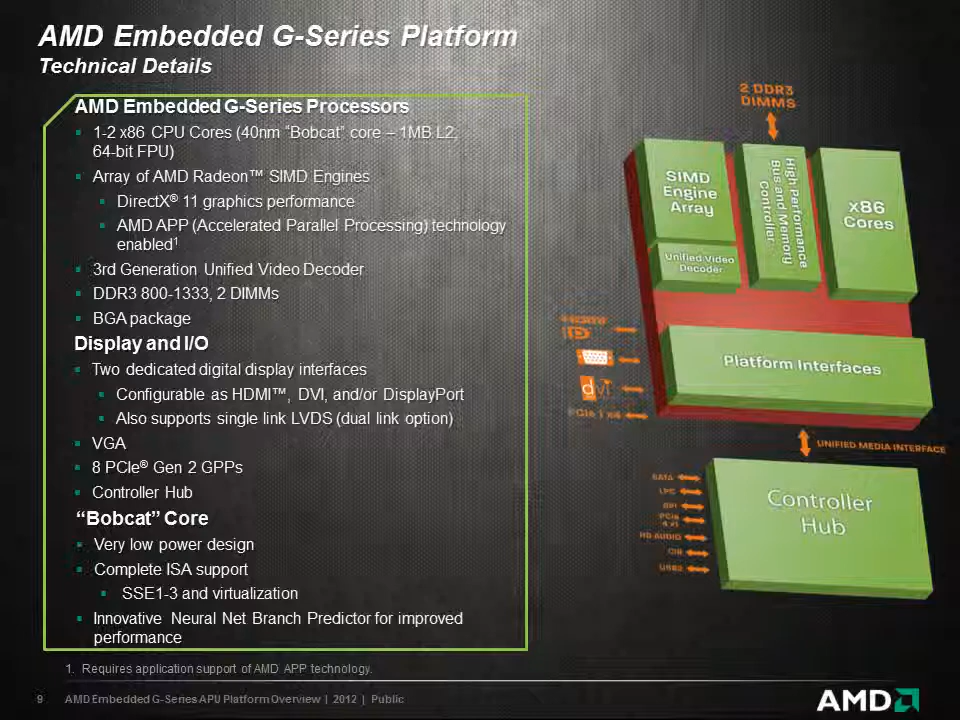 AMD Embedded G-Series Platform
Technical Details
AMD Embedded G-Series Processors
1-2 x86 CPU Cores (40nm “Bobcat” core – 1MB L2,
64-bit FPU)
Array of AMD Radeon™ SIMD Engines
DirectX® 11 graphics performance
AMD APP (Accelerated Parallel Processing) technology
enabled1
3rd Generation Unified Video Decoder
DDR3 800-1333, 2 DIMMs
BGA package
Display and I/O
Two dedicated digital display interfaces
Configurable as HDMI™, DVI, and/or DisplayPort
Also supports single link LVDS (dual link option)
VGA
8 PCIe® Gen 2 GPPs
Controller Hub
“Bobcat” Core
Very low power design
Complete ISA support
SSE1-3 and virtualization
Innovative Neural Net Branch Predictor for improved
performance
2 DDR3
DIMMS
SIMD
Engine
Array
Unified Video
Decoder
High Performance
Bus and Memory
Controller
x86
Cores
Platform Interfaces
dvi
PCIe 1 x4
UNIFIED MEDIA INTERFACE
Controller
Hub
SATA
LPC
SPI
PCIe
4 x1
HD AUDIO
CIR
USB2
1. Requires application support of AMD APP technology.
9 AMD Embedded G-Series APU Platform Overview | 2012 | Public
AMD